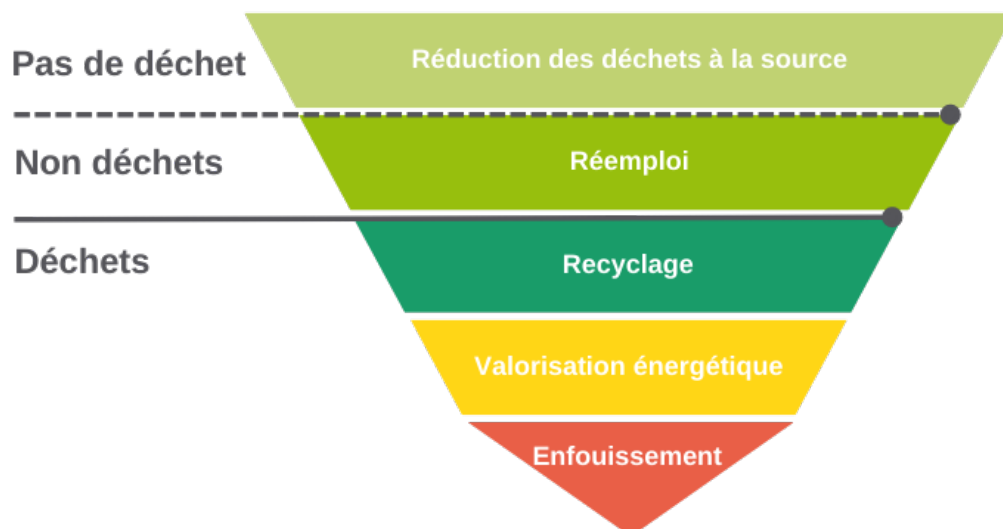 Pas de déchet
Réduction des déchets à la source
Non déchets
Réemploi
Déchets
Recyclage
Valorisation énergétique
Enfouissement